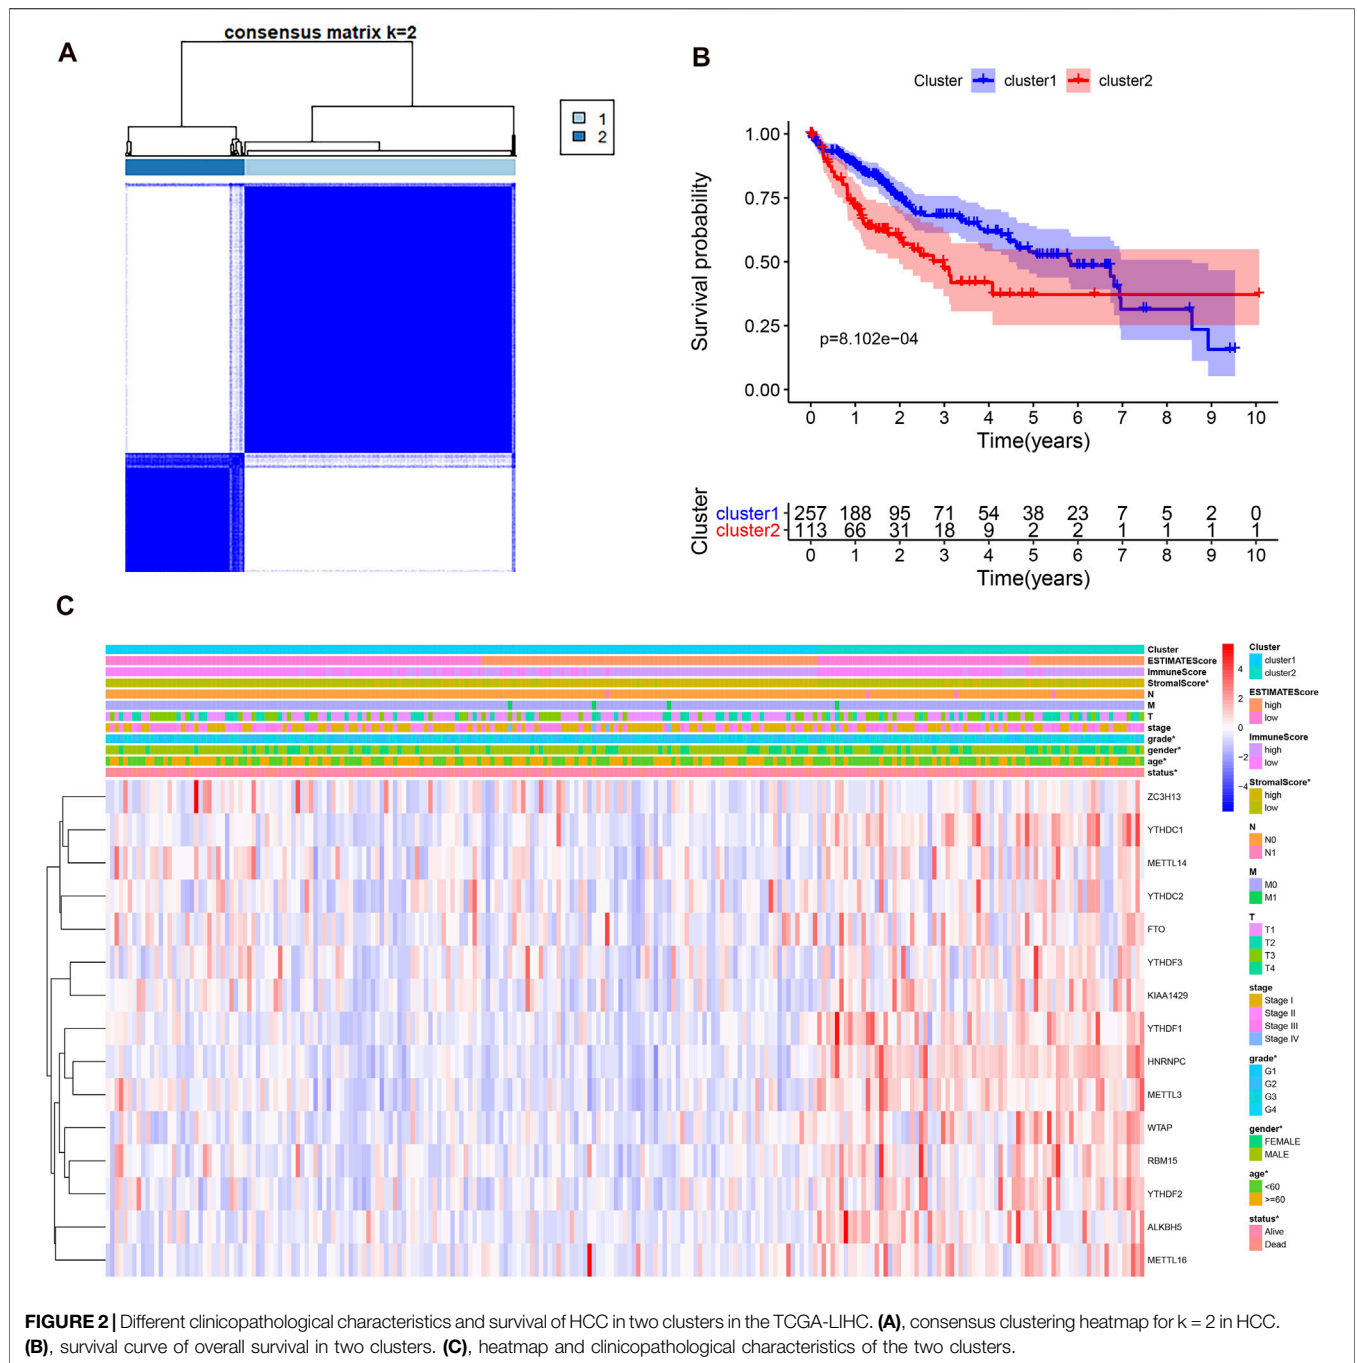 A
consensus matrix k=2
1
2
B
Cluster cluster1 cluster2
Survival probability
1.00
0.75
0.50
0.25
0.00
p=8.102e−04
0 1 2 3 4 5 6 7 8 9 10
Time(years)
Cluster
cluster1 257 188 95 71 54 38 23 7 5 2 0
cluster2 113 66 31 18 9 2 2 1 1 1 1
0 1 2 3 4 5 6 7 8 9 10
Time(years)
C
Cluster
ESTIMATEScore
ImmuneScore
StromalScore*
N
M
T
stage
grade*
gender*
age*
status*
ZC3H13
YTHDC1
METTL14
YTHDC2
FTO
YTHDF3
KIAA1429
YTHDF1
HNRNPC
METTL3
WTAP
RBM15
YTHDF2
ALKBH5
METTL16
4
2
0
−2
−4
Cluster
cluster1
cluster2
ESTIMATEScore
high
low
ImmuneScore
high
low
StromalScore*
high
low
N
N0
N1
M
M0
M1
T
T1
T2
T3
T4
stage
Stage I
Stage II
Stage III
Stage IV
grade*
G1
G2
G3
G4
gender*
FEMALE
MALE
age*
<60
>=60
status*
Alive
Dead
FIGURE 2 | Different clinicopathological characteristics and survival of HCC in two clusters in the TCGA-LIHC. (A), consensus clustering heatmap for k = 2 in HCC.
(B), survival curve of overall survival in two clusters. (C), heatmap and clinicopathological characteristics of the two clusters.